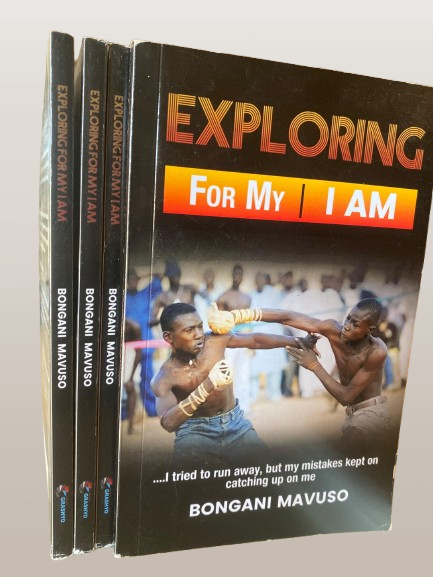 EXPLORING FOR MY I AM
BONGANI MAVUSO
EXPLORING FOR MY I AM
BONGANI MAVUSO
EXPLORING FOR MY I AM
BONGANI MAVUSO
EXPLORING
FOR MY | I AM
....I tried to run away, but my mistakes kept on
catching up on me
BONGANI MAVUSO